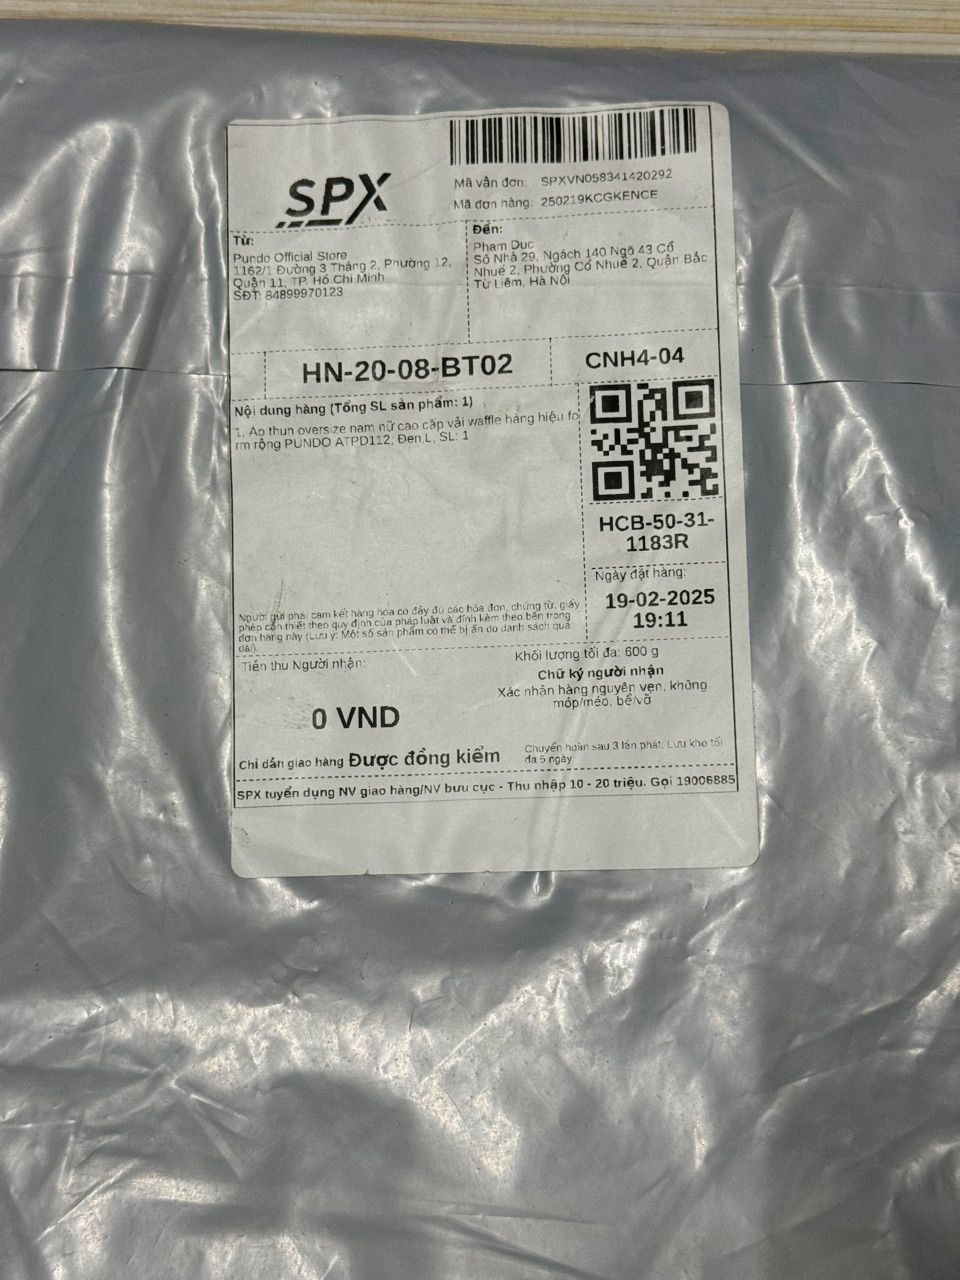 SPX
Mã vận đơn: SPXVN058341420292
Mã đơn hàng: 250219KCGKENCE
Từ:
Pundo Official Store
1162/1 Đường 3 Tháng 2, Phường 12,
Quận 11, TP. Hồ Chí Minh
SĐT: 84899970123
Đến:
Phạm Dục
Số Nhà 29, Ngách 140 Ngõ 43 Cổ
Nhuế 2, Phường Cổ Nhuế 2, Quận Bắc
Từ Liêm, Hà Nội
HN-20-08-BT02
CNH4-04
Nội dung hàng (Tổng SL sản phẩm: 1)
1. Áo thun oversize nam nữ cao cấp vải waffle hàng hiệu fo
rm rộng PUNDO ATPD112, Đen,L, SL: 1
HCB-50-31-
1183R
Ngày đặt hàng:
19-02-2025
19:11
Người gửi phải cam kết hàng hóa có đầy đủ các hóa đơn, chứng từ, giấy
phép cần thiết theo quy định của pháp luật và đính kèm theo bên trong
đơn hàng này (Lưu ý: Một số sản phẩm có thể bị ẩn do danh sách quá
dài).
Tiền thu Người nhận:
0 VND
Khối lượng tối đa: 600 g
Chữ ký người nhận
Xác nhận hàng nguyên vẹn, không
móp/méo, bể/vỡ
Chỉ dẫn giao hàng Được đồng kiểm
Chuyển hoàn sau 3 lần phát; Lưu kho tối
đa 5 ngày
SPX tuyển dụng NV giao hàng/NV bưu cục - Thu nhập 10 - 20 triệu. Gọi 19006885